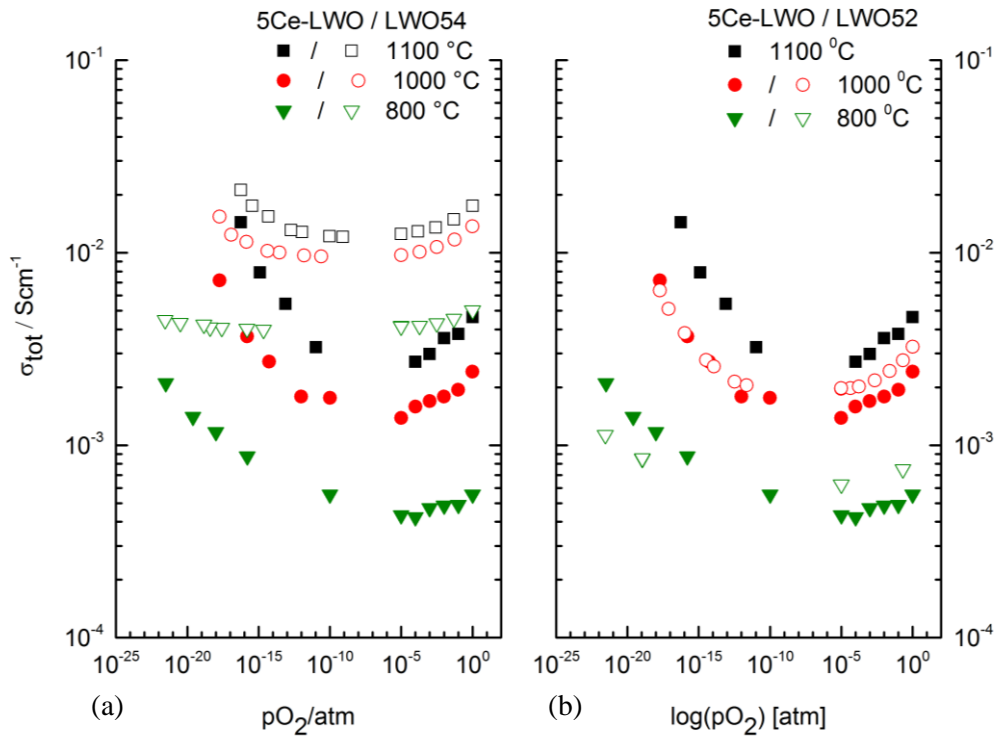 5Ce-LWO / LWO54
/ 1100 °C
/ 1000 °C
/ 800 °C
10⁻¹
10⁻²
10⁻³
10⁻⁴
σtot / Scm⁻¹
10⁻²⁵ 10⁻²⁰ 10⁻¹⁵ 10⁻¹⁰ 10⁻⁵ 10⁰
(a)
pO₂/atm
5Ce-LWO / LWO52
1100 ⁰C
/ 1000 ⁰C
/ 800 ⁰C
10⁻¹
10⁻²
10⁻³
10⁻⁴
10⁻²⁵ 10⁻²⁰ 10⁻¹⁵ 10⁻¹⁰ 10⁻⁵ 10⁰
(b)
log(pO₂) [atm]